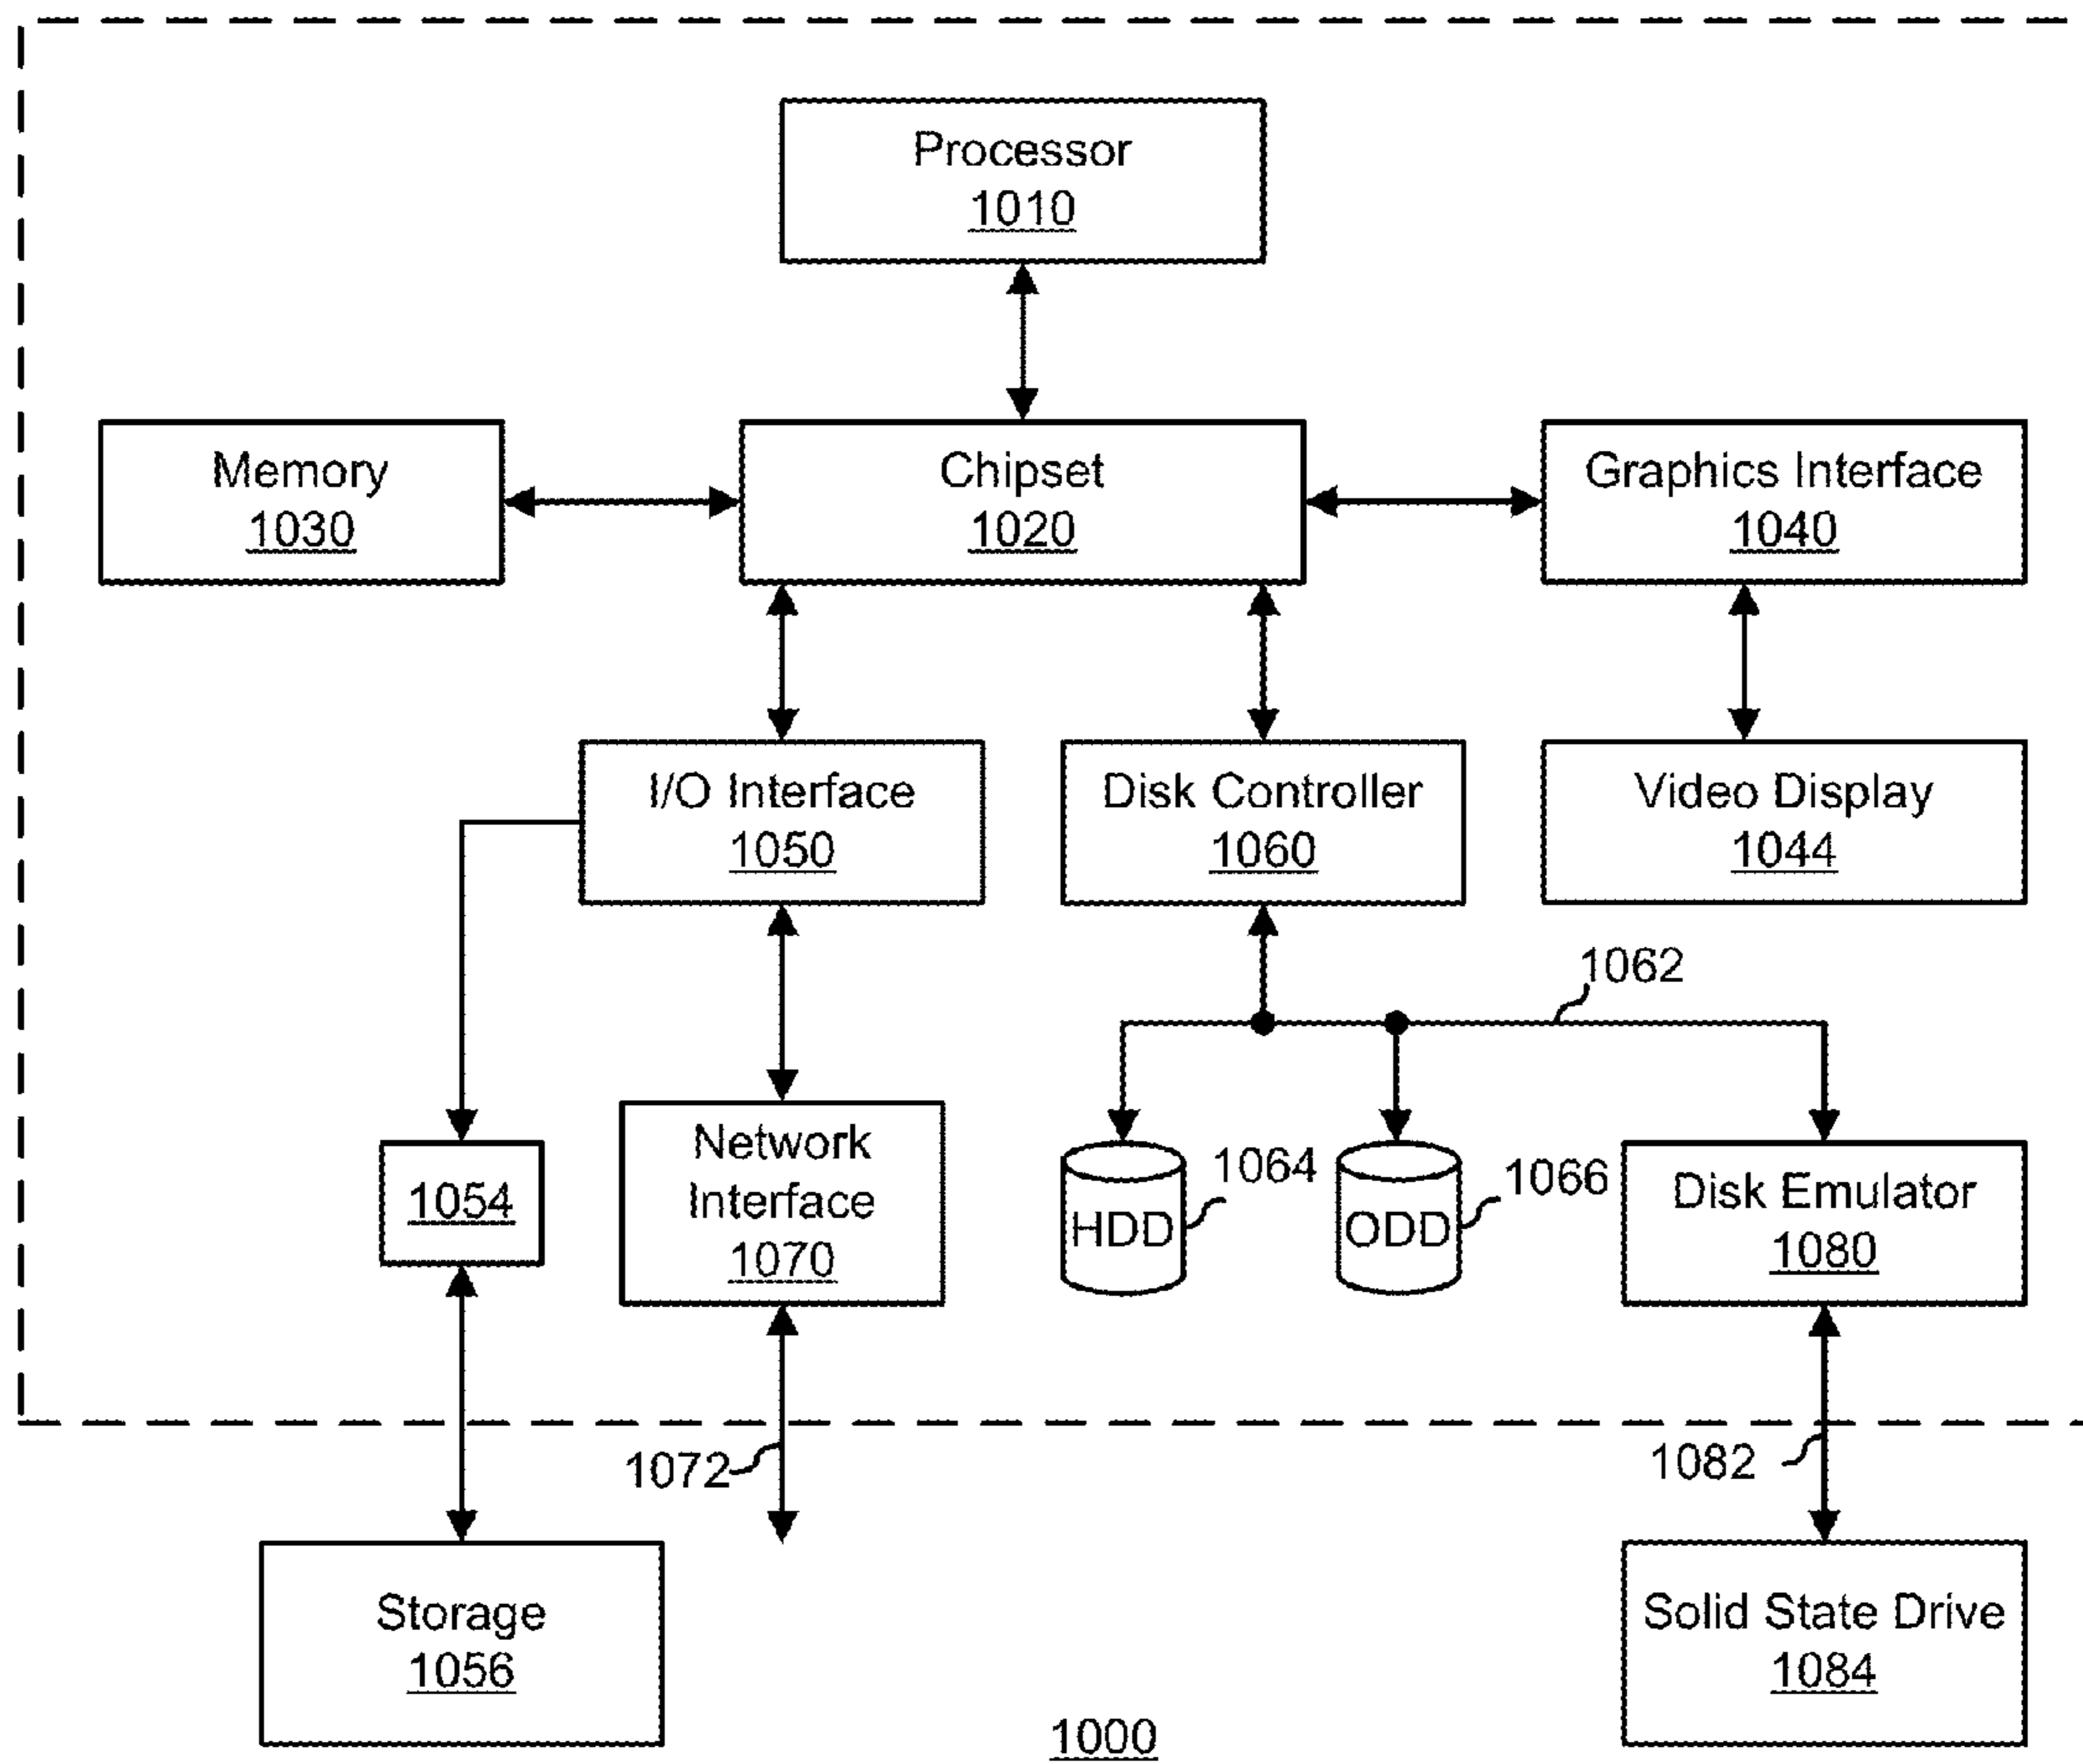 Processor
1010
Memory
1030
Chipset
1020
Graphics Interface
1040
I/O Interface
1050
Disk Controller
1060
Video Display
1044
1062
1054
Network
Interface
1070
HDD
1064
ODD
1066
Disk Emulator
1080
1072
1082
Storage
1056
Solid State Drive
1084
1000